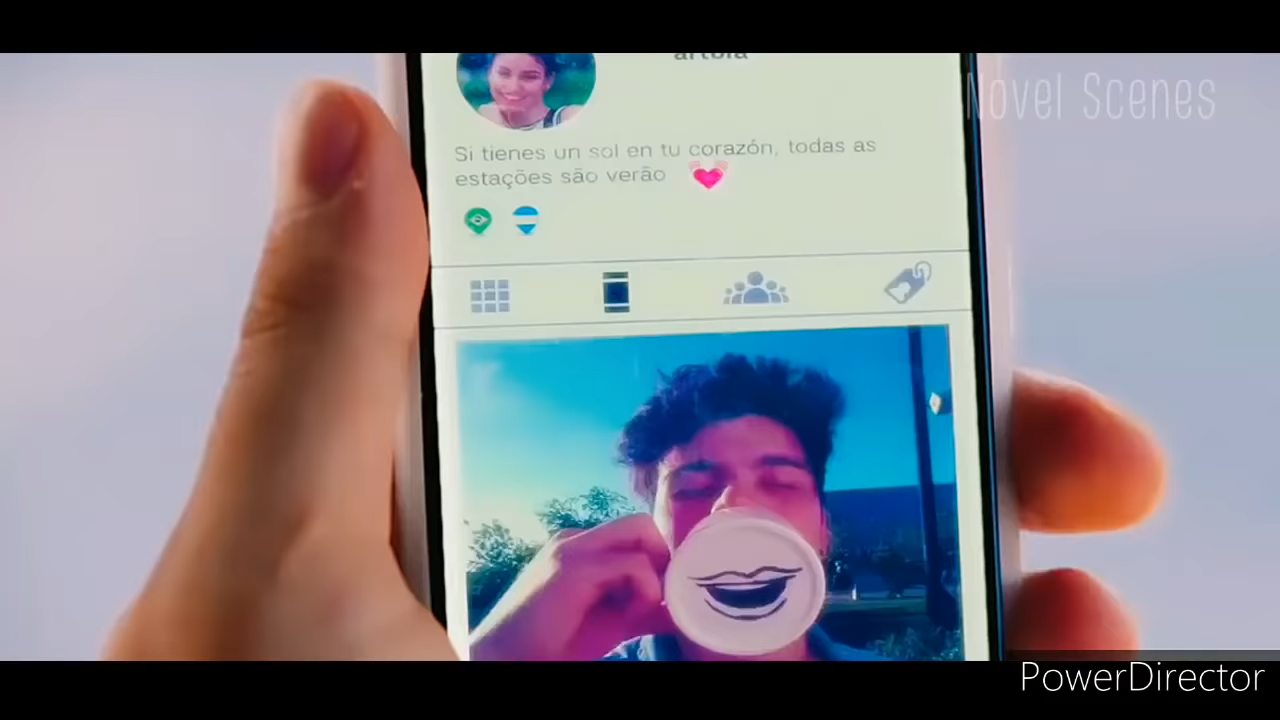 Novel Scenes
Si tienes un sol en tu corazón, todas as
estações são verão
PowerDirector